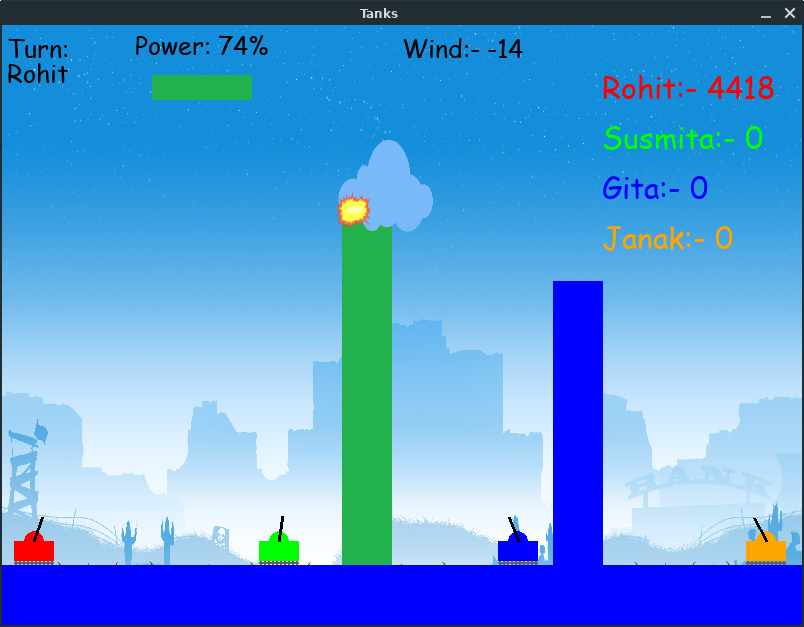 Tanks
Turn:
Rohit
Power: 74%
Wind:- -14
Rohit:- 4418
Susmita:- 0
Gita:- 0
Janak:- 0